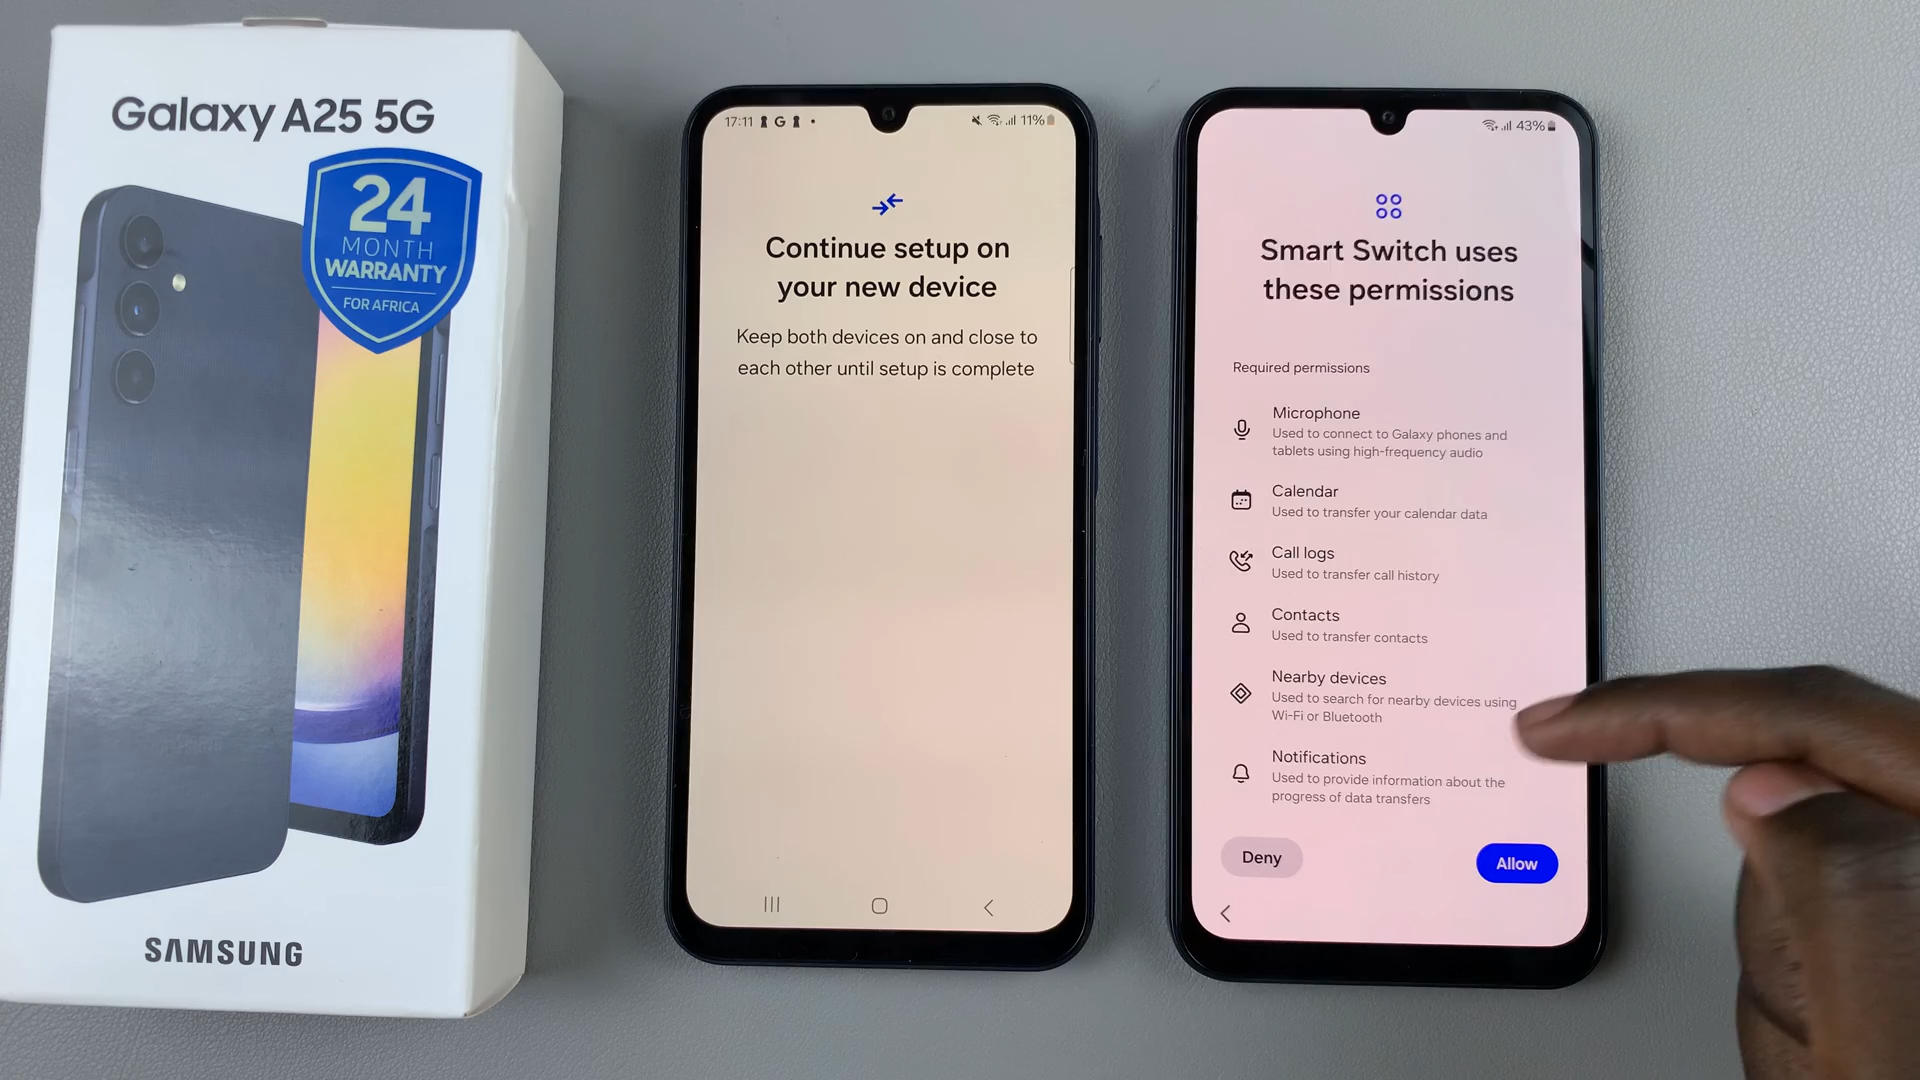 Galaxy A25 5G
24
MONTH
WARRANTY
FOR AFRICA
SAMSUNG
17:11 G 11%
Continue setup on
your new device
Keep both devices on and close to
each other until setup is complete
43%
Smart Switch uses
these permissions
Required permissions
Microphone
Used to connect to Galaxy phones and
tablets using high-frequency audio
Calendar
Used to transfer your calendar data
Call logs
Used to transfer call history
Contacts
Used to transfer contacts
Nearby devices
Used to search for nearby devices using
Wi-Fi or Bluetooth
Notifications
Used to provide information about the
progress of data transfers
Deny
Allow